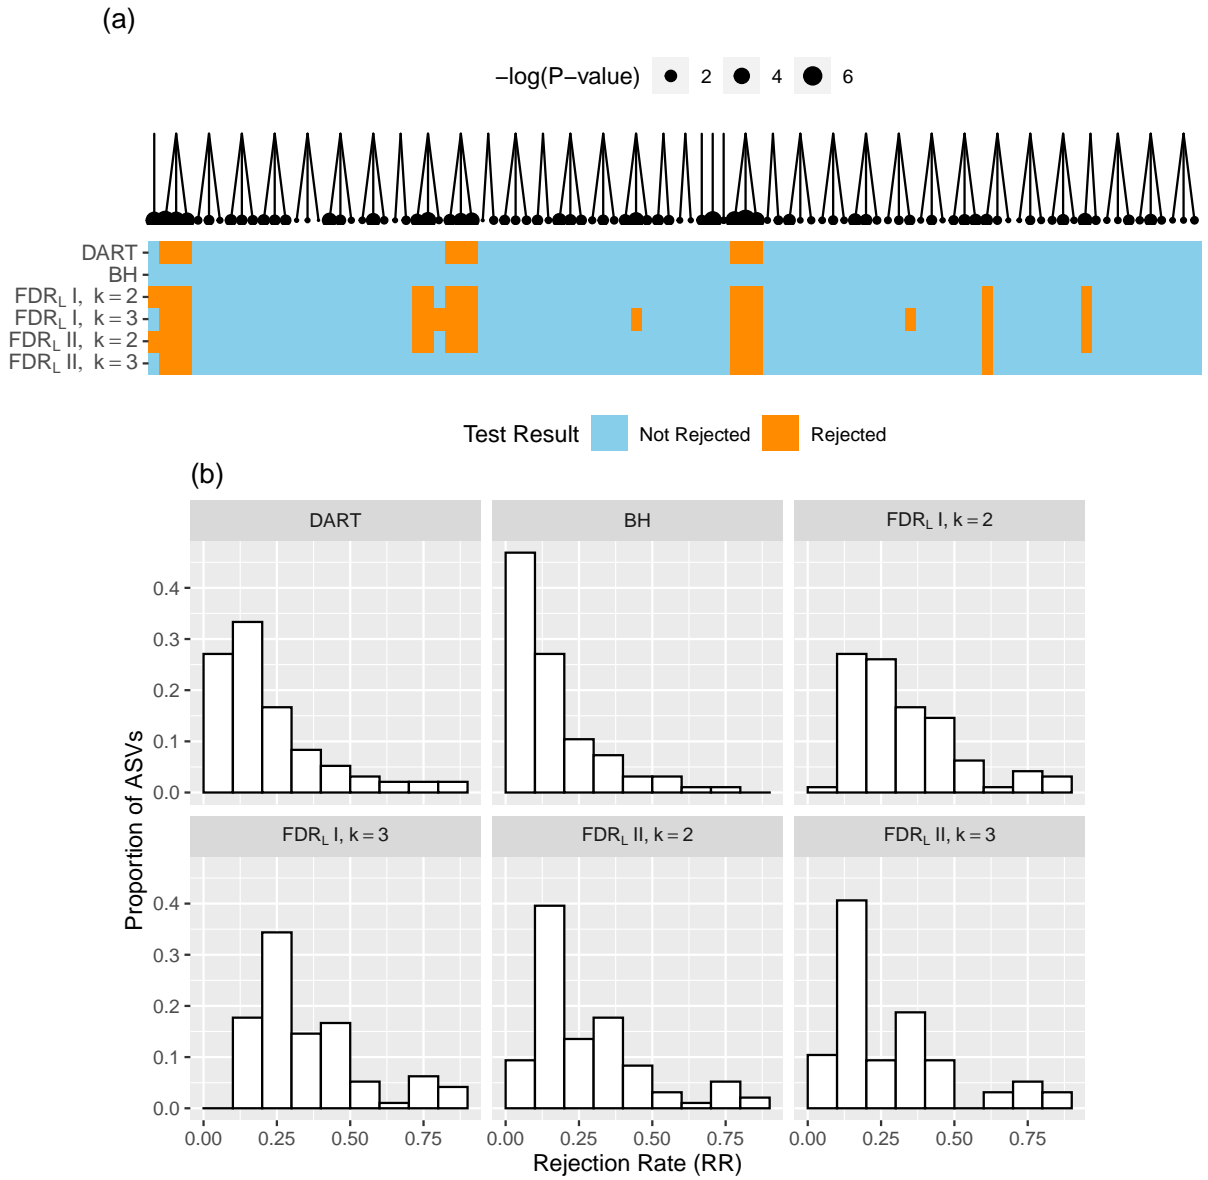 (a)
−log(P−value) 2 4 6
DART
BH
FDR_L I, k = 2
FDR_L I, k = 3
FDR_L II, k = 2
FDR_L II, k = 3
Test Result Not Rejected Rejected
(b)
DART BH FDR_L I, k = 2
0.4
0.3
0.2
0.1
0.0
FDR_L I, k = 3 FDR_L II, k = 2 FDR_L II, k = 3
0.4
0.3
0.2
0.1
0.0
0.00 0.25 0.50 0.75 0.00 0.25 0.50 0.75 0.00 0.25 0.50 0.75
Rejection Rate (RR)
Proportion of ASVs